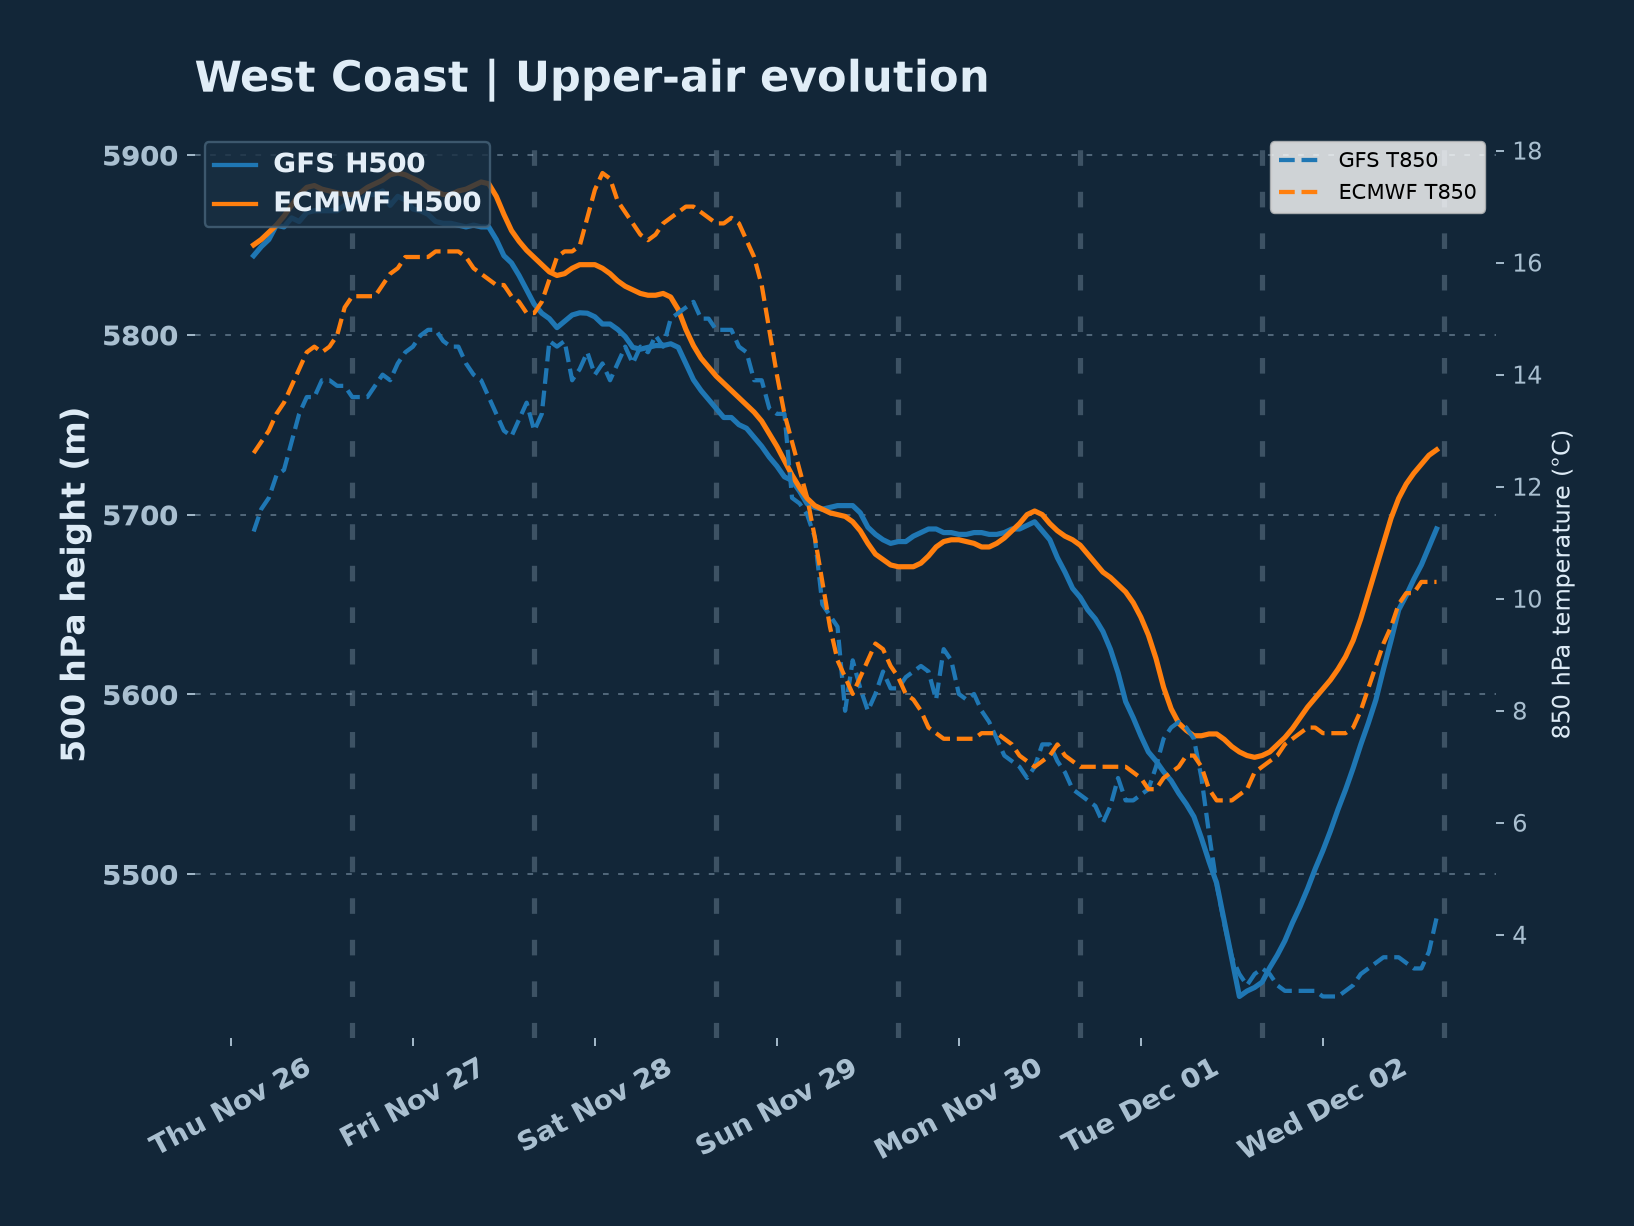 West Coast | Upper-air evolution
GFS H500
ECMWF H500
GFS T850
ECMWF T850
500 hPa height (m)
5900
5800
5700
5600
5500
850 hPa temperature (°C)
18
16
14
12
10
8
6
4
Thu Nov 26
Fri Nov 27
Sat Nov 28
Sun Nov 29
Mon Nov 30
Tue Dec 01
Wed Dec 02